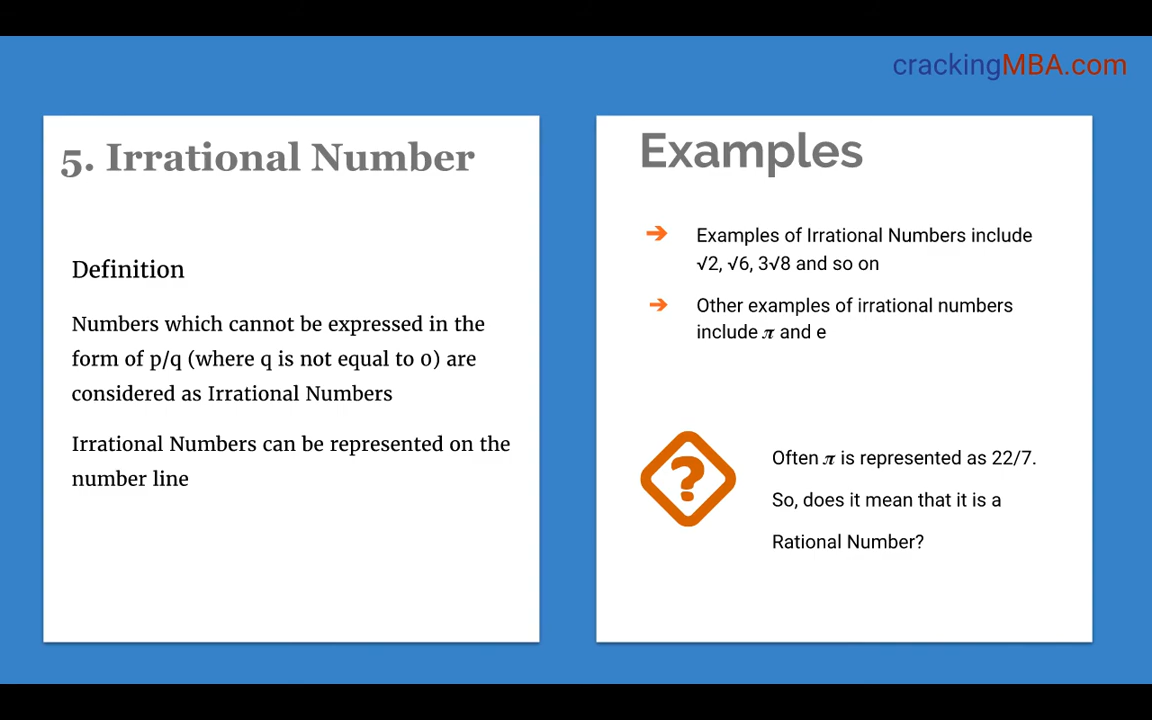 crackingMBA.com
5. Irrational Number
Definition
Numbers which cannot be expressed in the
form of p/q (where q is not equal to 0) are
considered as Irrational Numbers
Irrational Numbers can be represented on the
number line
Examples
➔ Examples of Irrational Numbers include
√2, √6, 3√8 and so on
➔ Other examples of irrational numbers
include π and e
?
Often π is represented as 22/7.
So, does it mean that it is a
Rational Number?